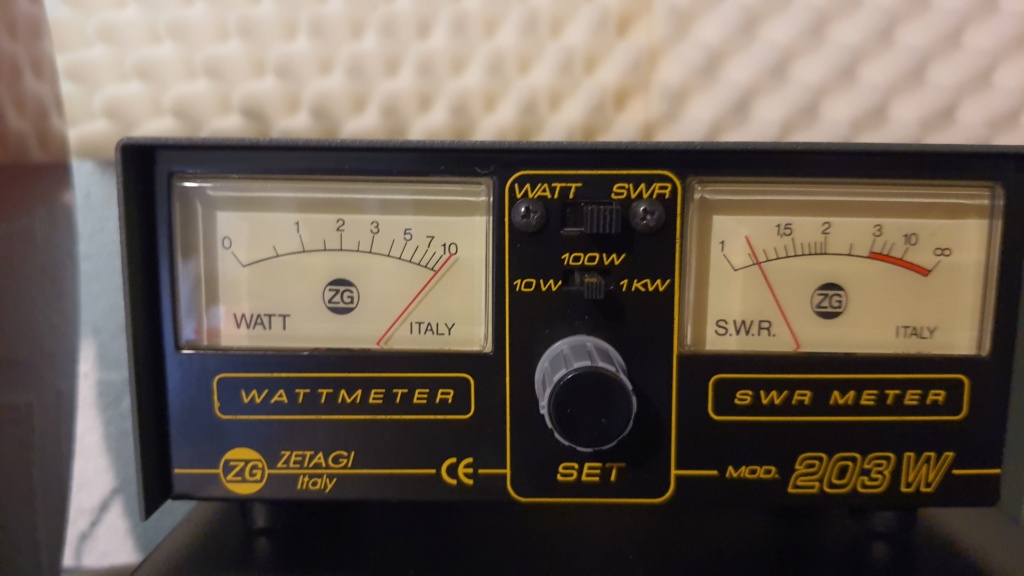 WATT SWR
0 1 2 3 5 7 10
ZG
WATT ITALY
100W
10W 1KW
1 1,5 2 3 10 ∞
ZG
S.W.R. ITALY
WATTMETER
SWR METER
ZG ZETAGI
Italy
CE
SET
MOD. 203W